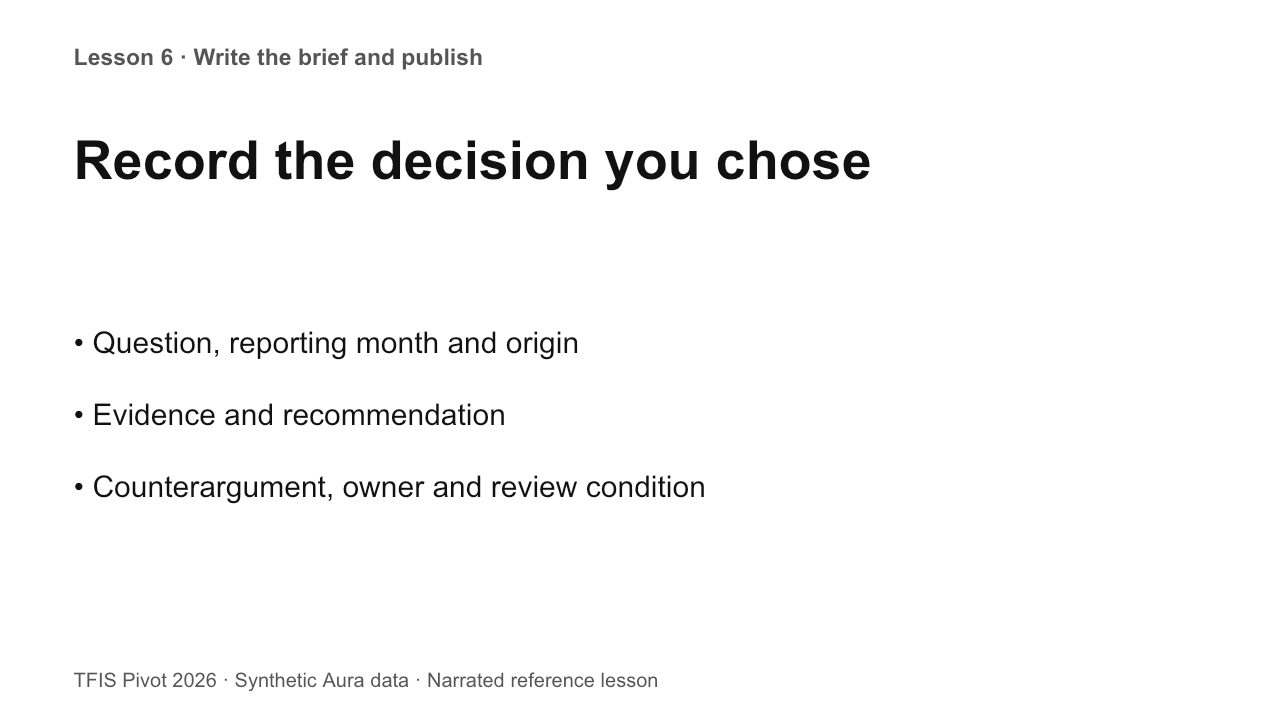 Lesson 6 · Write the brief and publish
Record the decision you chose
• Question, reporting month and origin
• Evidence and recommendation
• Counterargument, owner and review condition
TFIS Pivot 2026 · Synthetic Aura data · Narrated reference lesson